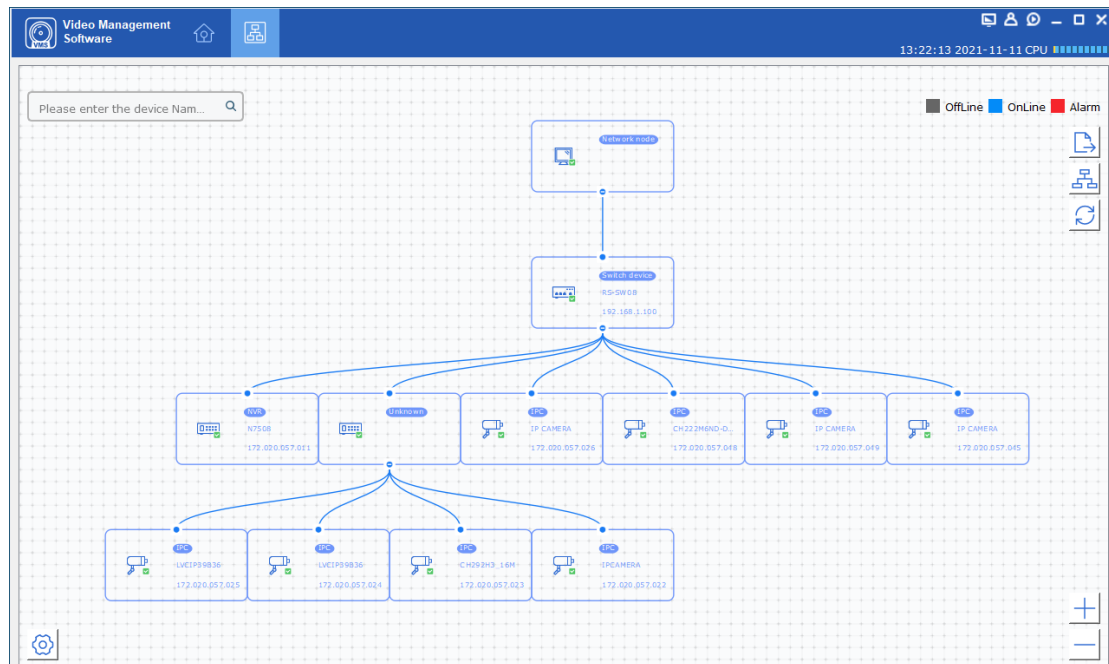 Video Management
Software
VMS
13:22:13 2021-11-11 CPU
Please enter the device Nam...
OffLine OnLine Alarm
Network node
Switch device
RS-SW08
192.168.1.100
NVR
N7508
172.020.057.011
Unknown
IPC
IP CAMERA
172.020.057.026
IPC
CH222M6ND-D...
172.020.057.048
IPC
IP CAMERA
172.020.057.049
IPC
IP CAMERA
172.020.057.045
IPC
LVCIP39836
172.020.057.025
IPC
LVCIP39836
172.020.057.024
IPC
CH292H3_16M
172.020.057.023
IPC
IPCAMERA
172.020.057.022